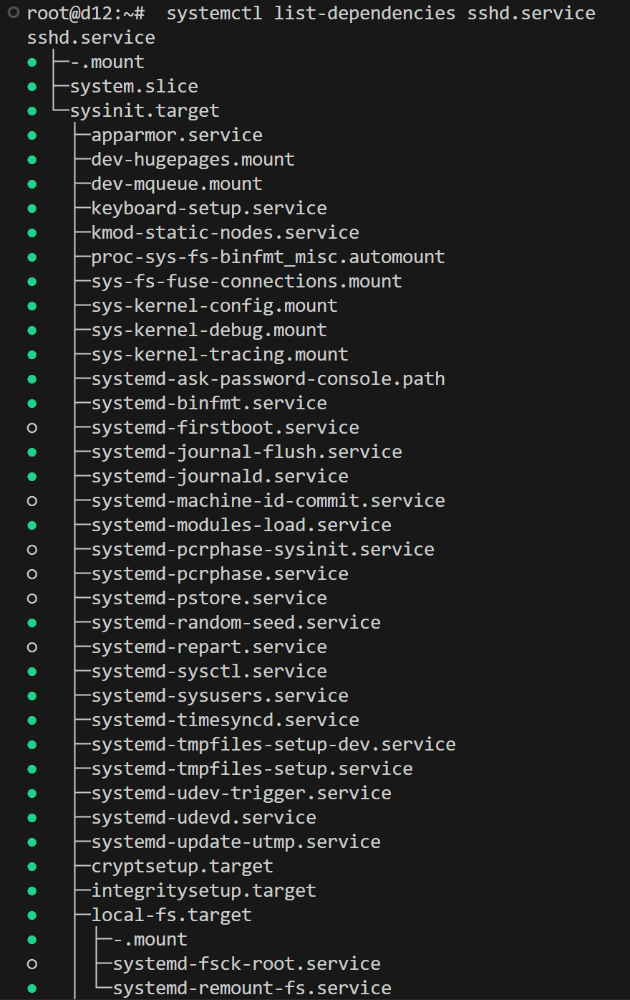 root@d12:~#  systemctl list-dependencies sshd.service
sshd.service
● ├─-.mount
● ├─system.slice
● └─sysinit.target
●   ├─apparmor.service
●   ├─dev-hugepages.mount
●   ├─dev-mqueue.mount
●   ├─keyboard-setup.service
●   ├─kmod-static-nodes.service
●   ├─proc-sys-fs-binfmt_misc.automount
●   ├─sys-fs-fuse-connections.mount
●   ├─sys-kernel-config.mount
●   ├─sys-kernel-debug.mount
●   ├─sys-kernel-tracing.mount
●   ├─systemd-ask-password-console.path
●   ├─systemd-binfmt.service
○   ├─systemd-firstboot.service
●   ├─systemd-journal-flush.service
●   ├─systemd-journald.service
○   ├─systemd-machine-id-commit.service
●   ├─systemd-modules-load.service
○   ├─systemd-pcrphase-sysinit.service
○   ├─systemd-pcrphase.service
○   ├─systemd-pstore.service
●   ├─systemd-random-seed.service
○   ├─systemd-repart.service
●   ├─systemd-sysctl.service
●   ├─systemd-sysusers.service
●   ├─systemd-timesyncd.service
●   ├─systemd-tmpfiles-setup-dev.service
●   ├─systemd-tmpfiles-setup.service
●   ├─systemd-udev-trigger.service
●   ├─systemd-udevd.service
●   ├─systemd-update-utmp.service
●   ├─cryptsetup.target
●   ├─integritysetup.target
●   ├─local-fs.target
●   │ ├─-.mount
○   │ ├─systemd-fsck-root.service
●   │ └─systemd-remount-fs.service